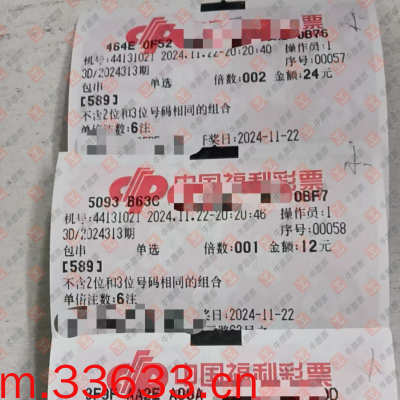 464E 0F52 0B76
机号:44131021 2024.11.22-20:20:40 操作员:1
3D/2024313期 序号:00057
包串 单选 倍数:002 金额:24元
[589]
不含2位和3位号码相同的组合
单倍注数:6注
奖日:2024-11-22
中国福利彩票
5093 B63C 0BF7
机号:44131021 2024.11.22-20:20:46 操作员:1
3D/2024313期 序号:00058
包串 单选 倍数:001 金额:12元
[589]
不含2位和3位号码相同的组合
单倍注数:6注
奖日:2024-11-22
中国福利彩票
m.33633.cn